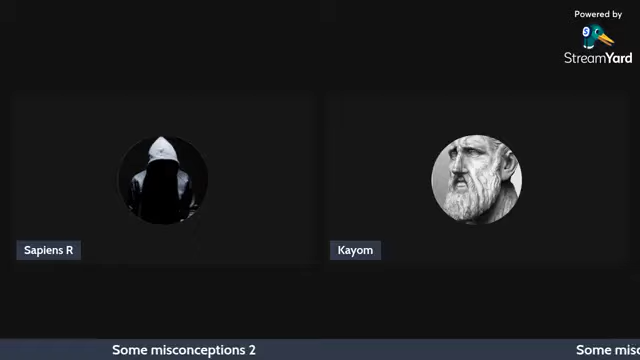 Powered by
StreamYard
Sapiens R
Kayom
Some misconceptions 2
Some misc